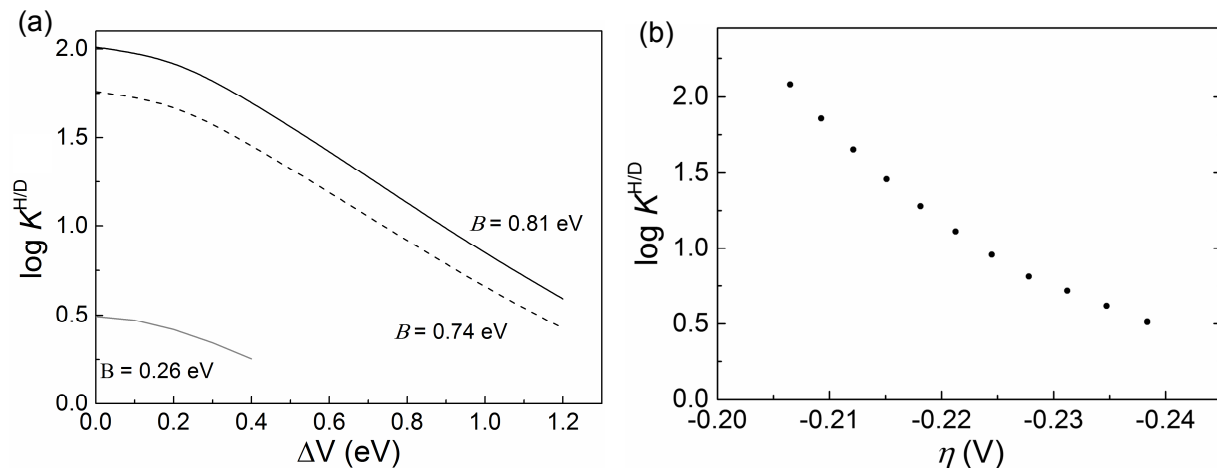 (a)
2.0
1.5
1.0
0.5
0.0
log K^H/D
B = 0.81 eV
B = 0.74 eV
B = 0.26 eV
0.0 0.2 0.4 0.6 0.8 1.0 1.2
ΔV (eV)
(b)
2.0
1.5
1.0
0.5
0.0
log K^H/D
-0.20 -0.21 -0.22 -0.23 -0.24
η (V)